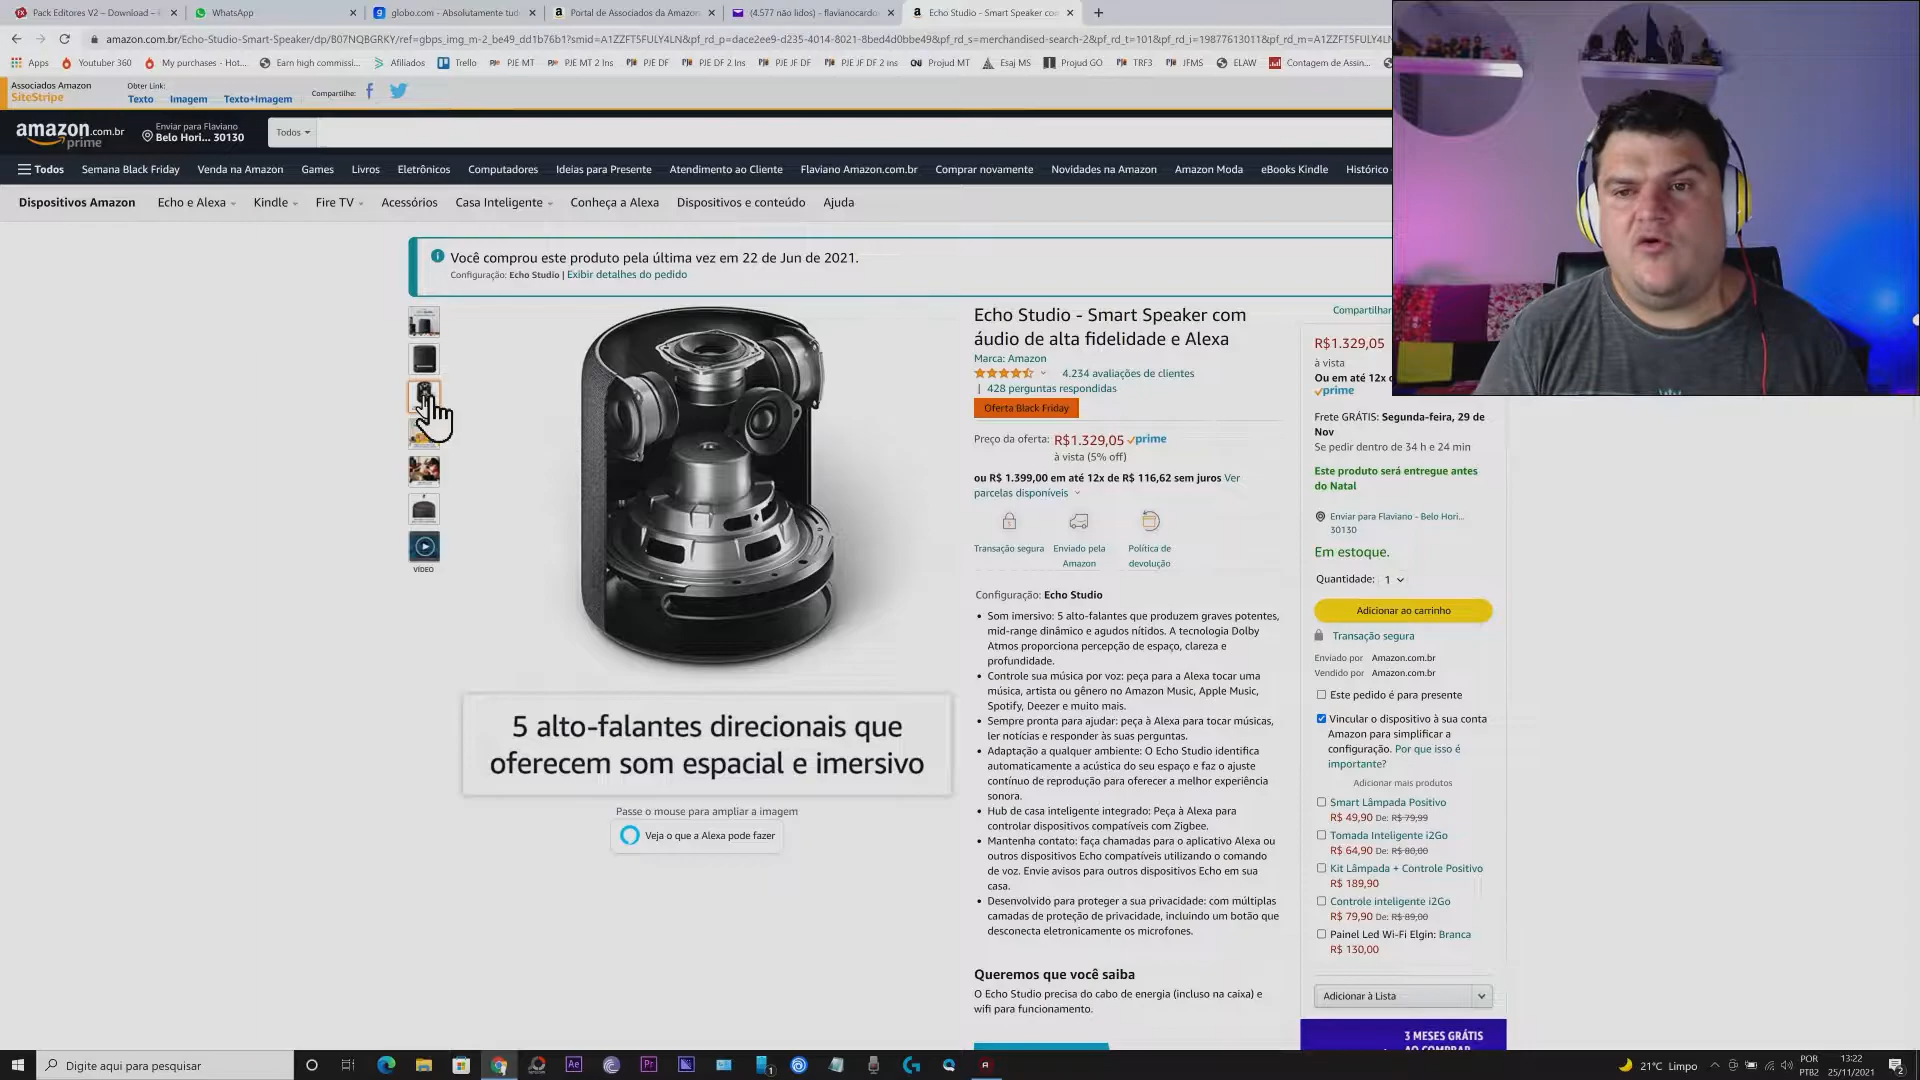 Pack Editores V2 – Download –
WhatsApp
globo.com - Absolutamente tud
Portal de Associados da Amazon
(4.577 não lidos) - flavianocardo
Echo Studio - Smart Speaker con
amazon.com.br/Echo-Studio-Smart-Speaker/dp/B07NQBGRKY/ref=gbps_img_m-2_be49_dd1b76b1?smid=A1ZZFT5FULY4LN&pf_rd_p=dace2ee9-d235-4014-8021-8bed4d0bbe49&pf_rd_s=merchandised-search-2&pf_rd_t=101&pf_rd_i=19877613011&pf_rd_m=A1ZZFT5FULY4LN
Apps
Youtuber 360
My purchases - Hot...
Earn high commissi...
Afiliados
Trello
PJE MT
PJE MT 2 Ins
PJE DF
PJE DF 2 Ins
PJE JF DF
PJE JF DF 2 ins
Projud MT
Esaj MS
Projud GO
TRF3
JFMS
ELAW
Contagem de Assin...
Associados Amazon
SiteStripe
Obter Link:
Texto Imagem Texto+Imagem
Compartilhe:
amazon.com.br
prime
Enviar para Flaviano
Belo Hori... 30130
Todos
Todos
Semana Black Friday
Venda na Amazon
Games
Livros
Eletrônicos
Computadores
Ideias para Presente
Atendimento ao Cliente
Flaviano Amazon.com.br
Comprar novamente
Novidades na Amazon
Amazon Moda
eBooks Kindle
Histórico
Dispositivos Amazon
Echo e Alexa
Kindle
Fire TV
Acessórios
Casa Inteligente
Conheça a Alexa
Dispositivos e conteúdo
Ajuda
Você comprou este produto pela última vez em 22 de Jun de 2021.
Configuração: Echo Studio | Exibir detalhes do pedido
VÍDEO
5 alto-falantes direcionais que
oferecem som espacial e imersivo
Passe o mouse para ampliar a imagem
Veja o que a Alexa pode fazer
Echo Studio - Smart Speaker com
áudio de alta fidelidade e Alexa
Marca: Amazon
4.234 avaliações de clientes
| 428 perguntas respondidas
Oferta Black Friday
Preço da oferta: R$1.329,05 prime
à vista (5% off)
ou R$ 1.399,00 em até 12x de R$ 116,62 sem juros Ver
parcelas disponíveis
Transação segura
Enviado pela
Amazon
Política de
devolução
Configuração: Echo Studio
• Som imersivo: 5 alto-falantes que produzem graves potentes,
mid-range dinâmico e agudos nítidos. A tecnologia Dolby
Atmos proporciona percepção de espaço, clareza e
profundidade.
• Controle sua música por voz: peça para a Alexa tocar uma
música, artista ou gênero no Amazon Music, Apple Music,
Spotify, Deezer e muito mais.
• Sempre pronta para ajudar: peça à Alexa para tocar músicas,
ler notícias e responder às suas perguntas.
• Adaptação a qualquer ambiente: O Echo Studio identifica
automaticamente a acústica do seu espaço e faz o ajuste
contínuo de reprodução para oferecer a melhor experiência
sonora.
• Hub de casa inteligente integrado: Peça à Alexa para
controlar dispositivos compatíveis com Zigbee.
• Mantenha contato: faça chamadas para o aplicativo Alexa ou
outros dispositivos Echo compatíveis utilizando o comando
de voz. Envie avisos para outros dispositivos Echo em sua
casa.
• Desenvolvido para proteger a sua privacidade: com múltiplas
camadas de proteção de privacidade, incluindo um botão que
desconecta eletronicamente os microfones.
Queremos que você saiba
O Echo Studio precisa do cabo de energia (incluso na caixa) e
wifi para funcionamento.
Compartilhar
R$1.329,05
à vista
Ou em até 12x
prime
Frete GRÁTIS: Segunda-feira, 29 de
Nov
Se pedir dentro de 34 h e 24 min
Este produto será entregue antes
do Natal
Enviar para Flaviano - Belo Hori...
30130
Em estoque.
Quantidade: 1
Adicionar ao carrinho
Transação segura
Enviado por Amazon.com.br
Vendido por Amazon.com.br
Este pedido é para presente
Vincular o dispositivo à sua conta
Amazon para simplificar a
configuração. Por que isso é
importante?
Adicionar mais produtos
Smart Lâmpada Positivo
R$ 49,90 De: R$ 79,99
Tomada Inteligente i2Go
R$ 64,90 De: R$ 80,00
Kit Lâmpada + Controle Positivo
R$ 189,90
Controle inteligente i2Go
R$ 79,90 De: R$ 89,00
Painel Led Wi-Fi Elgin: Branca
R$ 130,00
Adicionar à Lista
3 MESES GRÁTIS
AO COMPRAR
Digite aqui para pesquisar
21°C Limpo
POR
PTB2
13:22
25/11/2021